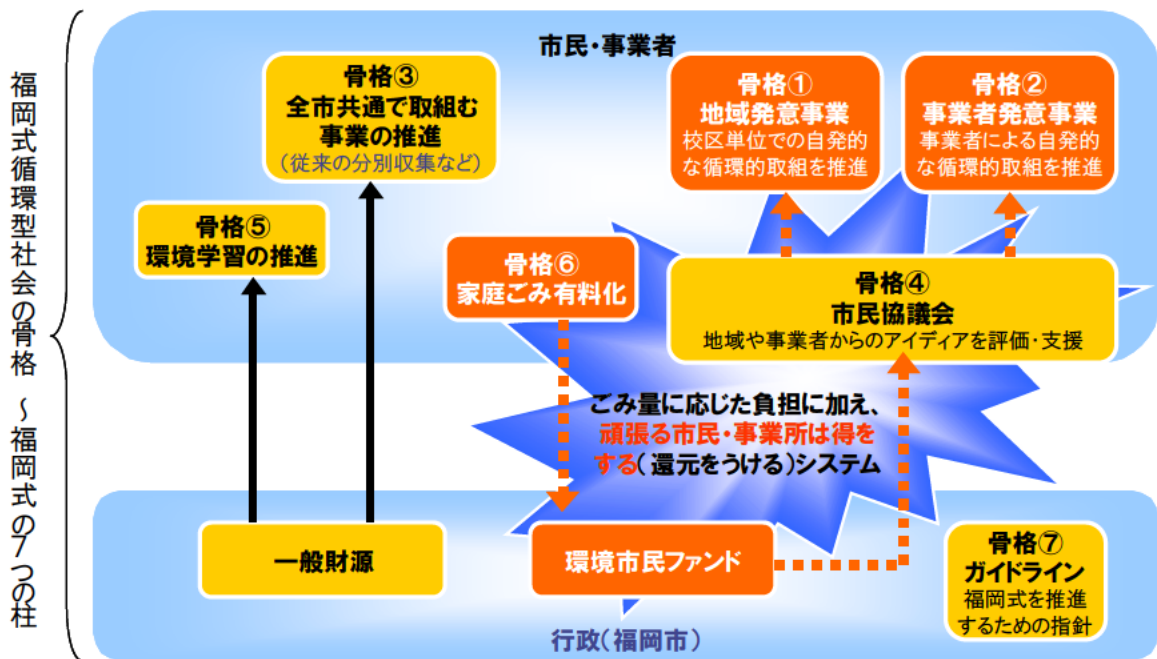 福岡式循環型社会の骨格 ~ 福岡式の7つの柱
市民・事業者
骨格③
全市共通で取組む
事業の推進
(従来の分別収集など)
骨格①
地域発意事業
校区単位での自発的
な循環的取組を推進
骨格②
事業者発意事業
事業者による自発的
な循環的取組を推進
骨格⑤
環境学習の推進
骨格⑥
家庭ごみ有料化
骨格④
市民協議会
地域や事業者からのアイディアを評価・支援
ごみ量に応じた負担に加え、
頑張る市民・事業所は得を
する(還元をうける)システム
一般財源
環境市民ファンド
骨格⑦
ガイドライン
福岡式を推進
するための指針
行政(福岡市)